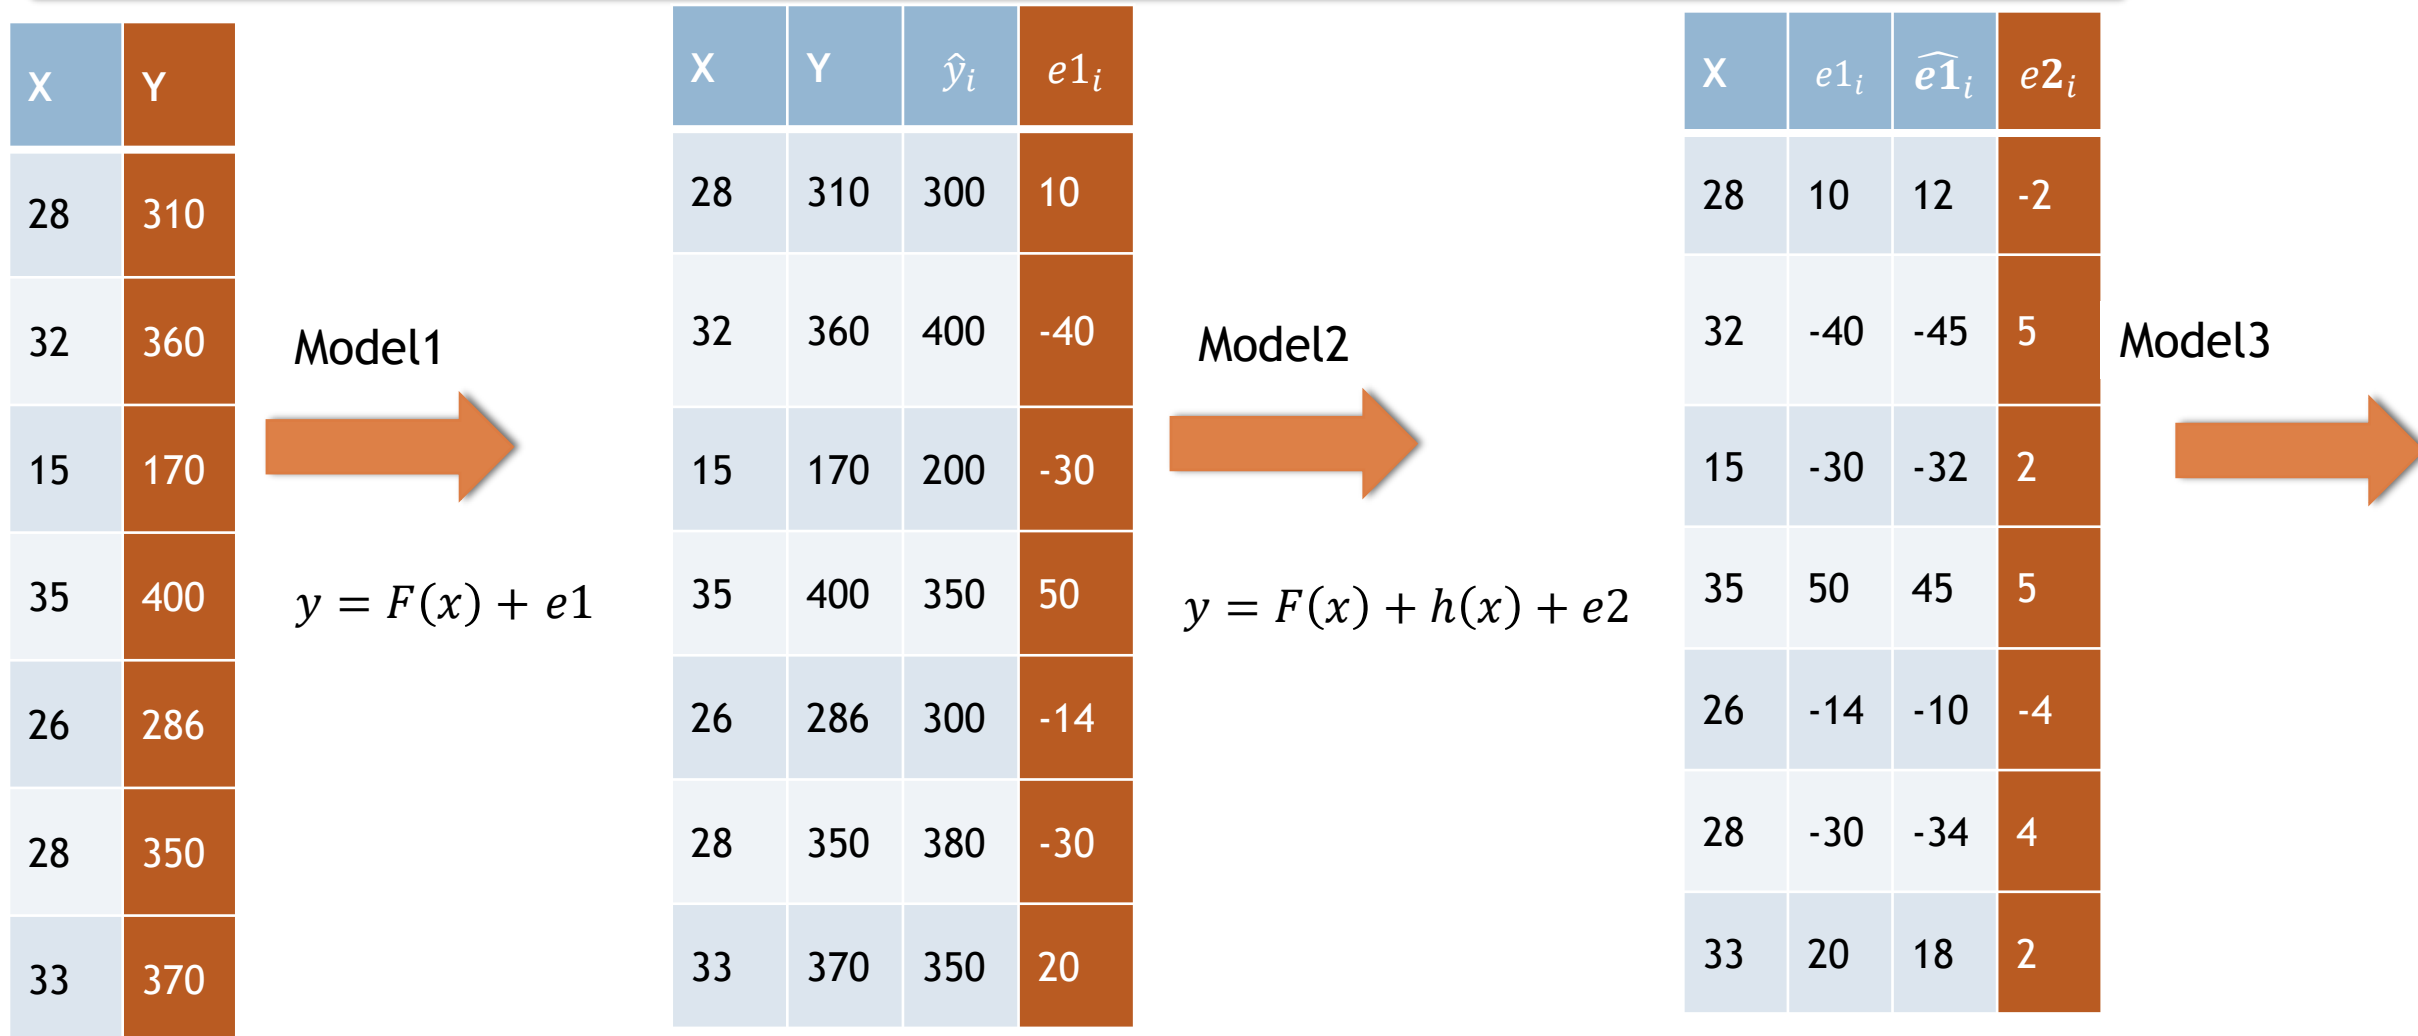 X Y
28 310
32 360
15 170
35 400
26 286
28 350
33 370
Model1
y = F(x) + e1
X Y ŷᵢ e1ᵢ
28 310 300 10
32 360 400 -40
15 170 200 -30
35 400 350 50
26 286 300 -14
28 350 380 -30
33 370 350 20
Model2
y = F(x) + h(x) + e2
X e1ᵢ ê1ᵢ e2ᵢ
28 10 12 -2
32 -40 -45 5
15 -30 -32 2
35 50 45 5
26 -14 -10 -4
28 -30 -34 4
33 20 18 2
Model3